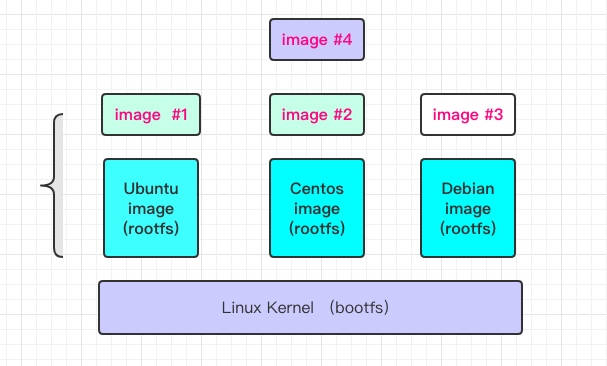 image #4
image #1
image #2
image #3
Ubuntu
image
(rootfs)
Centos
image
(rootfs)
Debian
image
(rootfs)
Linux Kernel （bootfs）